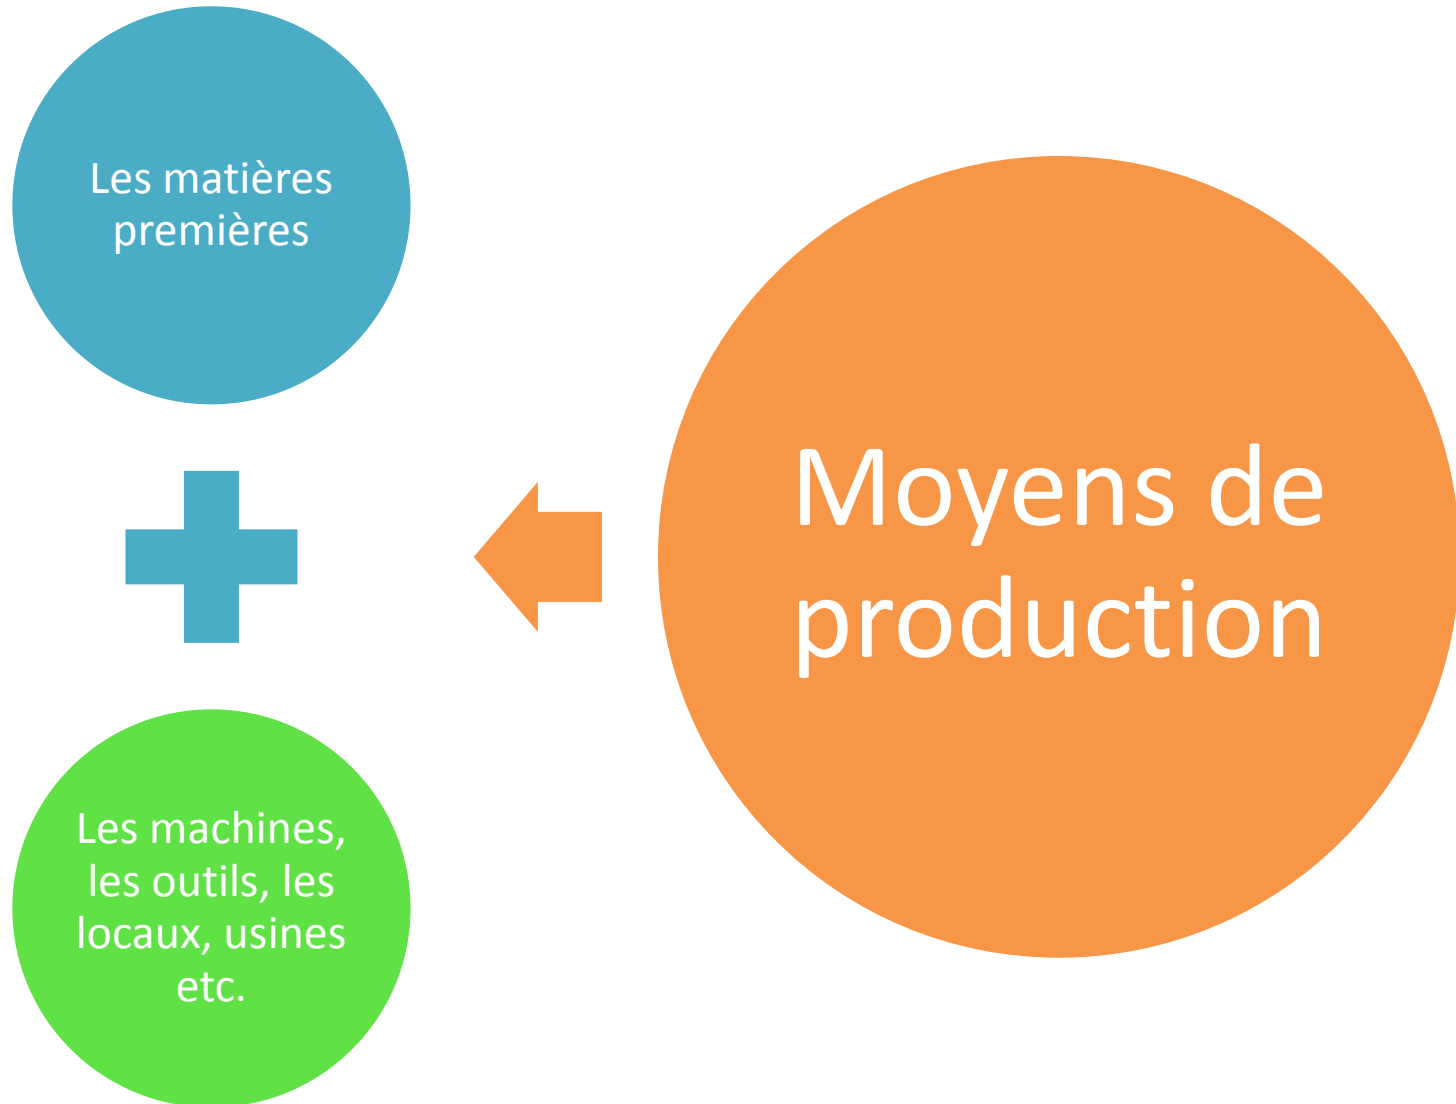 Les matières
premières
Les machines,
les outils, les
locaux, usines
etc.
Moyens de
production